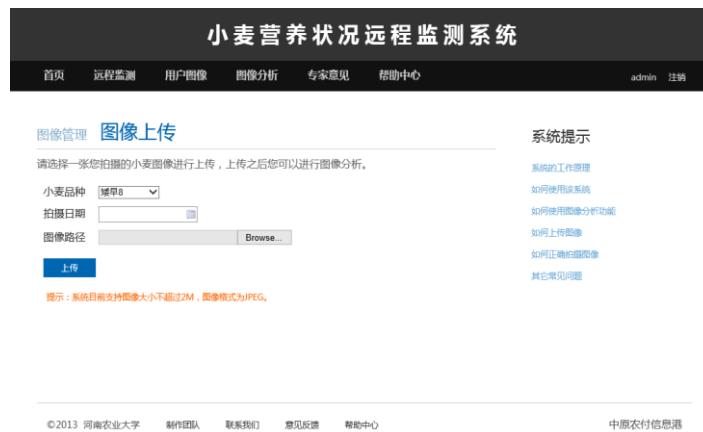 小麦营养状况远程监测系统
首页 远程监测 用户图像 图像分析 专家意见 帮助中心 admin 注销
图像管理 图像上传
请选择一张您拍摄的小麦图像进行上传，上传之后您可以进行图像分析。
小麦品种 矮早8
拍摄日期
图像路径 Browse...
上传
提示：系统目前支持图像大小不超过2M，图像格式为JPEG。
系统提示
系统的工作原理
如何使用该系统
如何使用图像分析功能
如何上传图像
如何正确拍摄图像
其它常见问题
©2013 河南农业大学 制作团队 联系我们 意见反馈 帮助中心 中原农付信息港